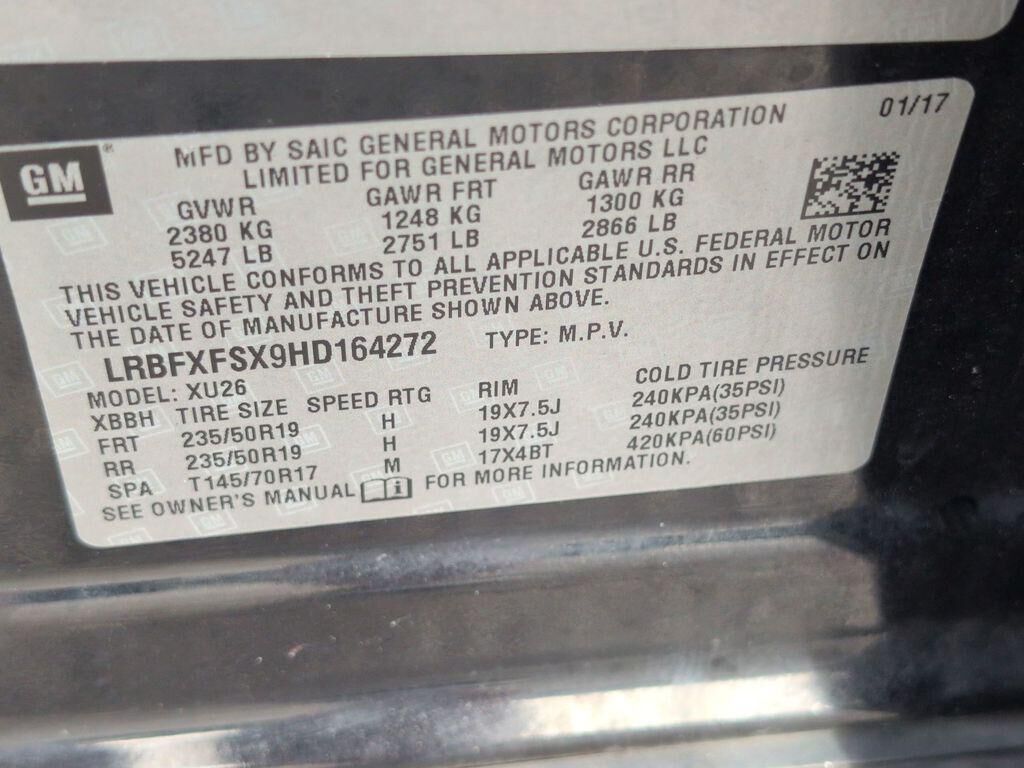 01/17
GM
MFD BY SAIC GENERAL MOTORS CORPORATION
LIMITED FOR GENERAL MOTORS LLC
GVWR GAWR FRT GAWR RR
2380 KG 1248 KG 1300 KG
5247 LB 2751 LB 2866 LB
THIS VEHICLE CONFORMS TO ALL APPLICABLE U.S. FEDERAL MOTOR
VEHICLE SAFETY AND THEFT PREVENTION STANDARDS IN EFFECT ON
THE DATE OF MANUFACTURE SHOWN ABOVE.
LRBFXFSX9HD164272 TYPE: M.P.V.
MODEL: XU26
XBBH TIRE SIZE SPEED RTG RIM COLD TIRE PRESSURE
FRT 235/50R19 H 19X7.5J 240KPA(35PSI)
RR 235/50R19 H 19X7.5J 240KPA(35PSI)
SPA T145/70R17 M 17X4BT 420KPA(60PSI)
SEE OWNER'S MANUAL FOR MORE INFORMATION.